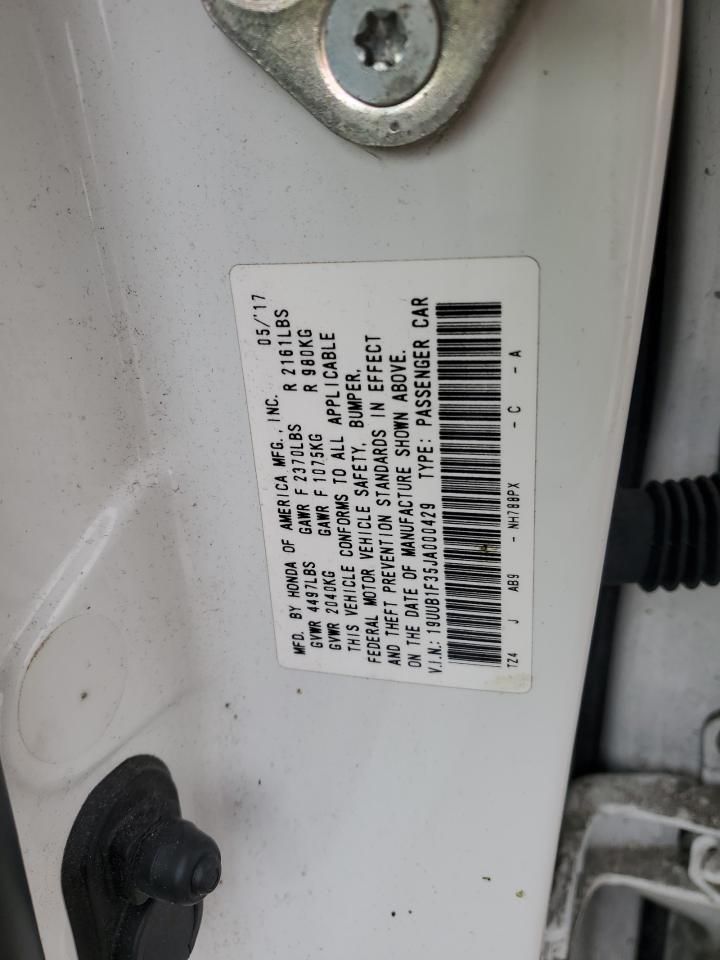 MFD. BY HONDA OF AMERICA MFG., INC. 05/'17
GVWR 4497LBS GAWR F 2370LBS R 2161LBS
GVWR 2040KG GAWR F 1075KG R 980KG
THIS VEHICLE CONFORMS TO ALL APPLICABLE
FEDERAL MOTOR VEHICLE SAFETY, BUMPER,
AND THEFT PREVENTION STANDARDS IN EFFECT
ON THE DATE OF MANUFACTURE SHOWN ABOVE.
V.I.N.: 19UUB1F35JA000429 TYPE: PASSENGER CAR
TZ4 J AB9 - NH788PX - C - A